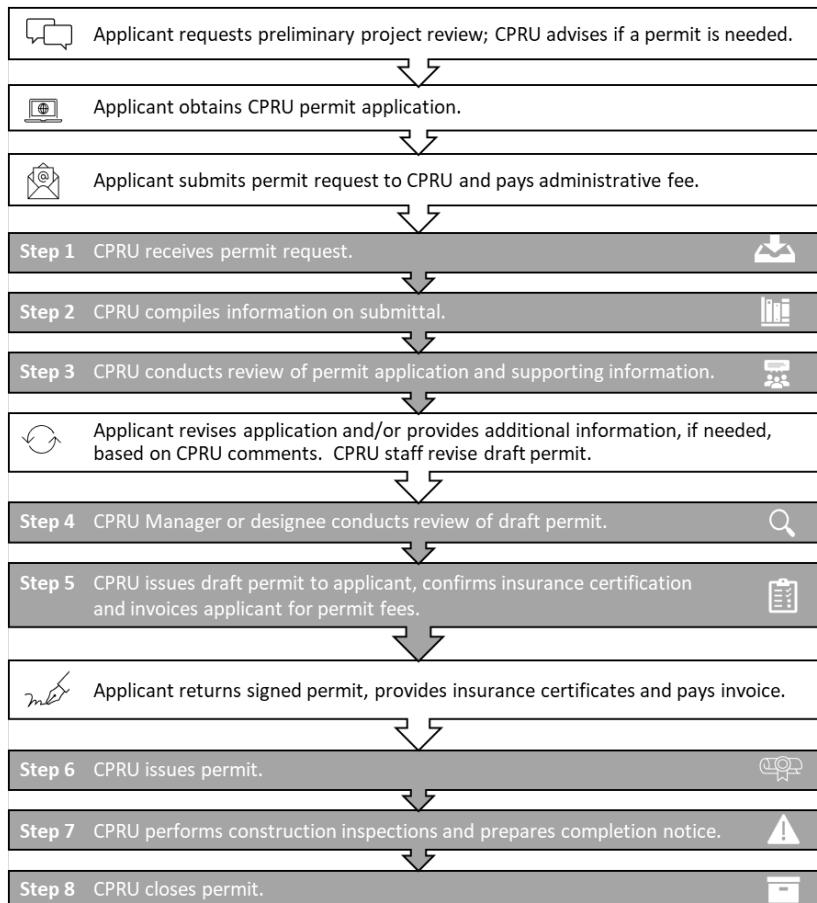 Applicant requests preliminary project review; CPRU advises if a permit is needed.
Applicant obtains CPRU permit application.
Applicant submits permit request to CPRU and pays administrative fee.
Step 1 CPRU receives permit request.
Step 2 CPRU compiles information on submittal.
Step 3 CPRU conducts review of permit application and supporting information.
Applicant revises application and/or provides additional information, if needed,
based on CPRU comments. CPRU staff revise draft permit.
Step 4 CPRU Manager or designee conducts review of draft permit.
Step 5 CPRU issues draft permit to applicant, confirms insurance certification
and invoices applicant for permit fees.
Applicant returns signed permit, provides insurance certificates and pays invoice.
Step 6 CPRU issues permit.
Step 7 CPRU performs construction inspections and prepares completion notice.
Step 8 CPRU closes permit.